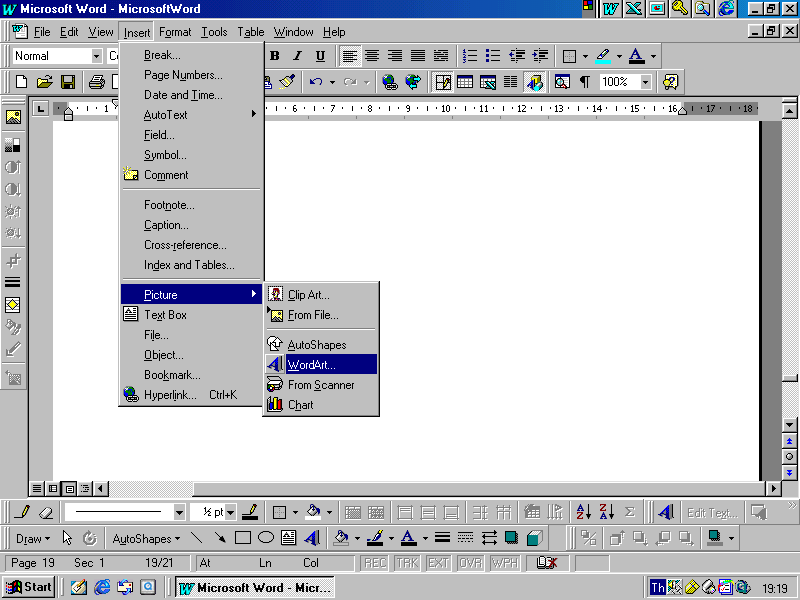 Microsoft Word - MicrosoftWord
File Edit View Insert Format Tools Table Window Help
Normal B I U
100%
1 6 7 8 9 10 11 12 13 14 15 16 17 18
Break...
Page Numbers...
Date and Time...
AutoText
Field...
Symbol...
Comment
Footnote...
Caption...
Cross-reference...
Index and Tables...
Picture
Text Box
File...
Object...
Bookmark...
Hyperlink... Ctrl+K
Clip Art...
From File...
AutoShapes
WordArt...
From Scanner
Chart
½ pt Edit Text...
Draw AutoShapes
Page 19 Sec 1 19/21 At Ln Col REC TRK EXT OVR WPH
Start Microsoft Word - Micr... Th 19:19